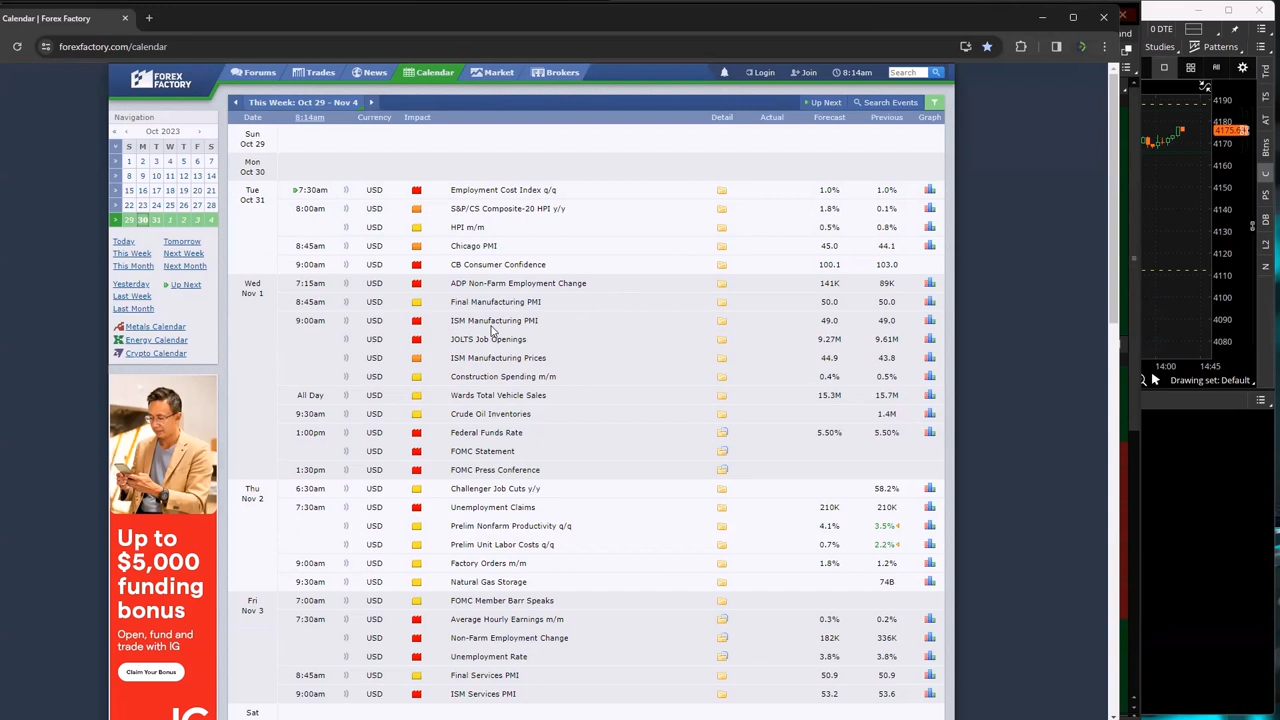 Calendar | Forex Factory
forexfactory.com/calendar
FOREX FACTORY
Forums Trades News Calendar Market Brokers
Login Join 8:14am Search
Navigation
« ‹ Oct 2023 ›
S M T W T F S
1 2 3 4 5 6 7
8 9 10 11 12 13 14
15 16 17 18 19 20 21
22 23 24 25 26 27 28
29 30 31 1 2 3 4
Today Tomorrow
This Week Next Week
This Month Next Month
Yesterday Up Next
Last Week
Last Month
Metals Calendar
Energy Calendar
Crypto Calendar
Up to
$5,000
funding
bonus
Open, fund and
trade with IG
Claim Your Bonus
IG
This Week: Oct 29 - Nov 4 Up Next Search Events
Date 8:14am Currency Impact Detail Actual Forecast Previous Graph
Sun
Oct 29
Mon
Oct 30
Tue
Oct 31
7:30am USD Employment Cost Index q/q 1.0% 1.0%
8:00am USD S&P/CS Composite-20 HPI y/y 1.8% 0.1%
USD HPI m/m 0.5% 0.8%
8:45am USD Chicago PMI 45.0 44.1
9:00am USD CB Consumer Confidence 100.1 103.0
Wed
Nov 1
7:15am USD ADP Non-Farm Employment Change 141K 89K
8:45am USD Final Manufacturing PMI 50.0
9:00am USD ISM Manufacturing PMI 49.0 49.0
USD JOLTS Job Openings 9.27M 9.61M
USD ISM Manufacturing Prices 44.9 43.8
USD Construction Spending m/m 0.4% 0.5%
All Day USD Wards Total Vehicle Sales 15.3M 15.7M
9:30am USD Crude Oil Inventories 1.4M
1:00pm USD Federal Funds Rate 5.50% 5.50%
USD FOMC Statement
1:30pm USD FOMC Press Conference
Thu
Nov 2
6:30am USD Challenger Job Cuts y/y 58.2%
7:30am USD Unemployment Claims 210K 210K
USD Prelim Nonfarm Productivity q/q 4.1% 3.5%
USD Prelim Unit Labor Costs q/q 0.7% 2.2%
9:00am USD Factory Orders m/m 1.8% 1.2%
9:30am USD Natural Gas Storage 74B
Fri
Nov 3
7:00am USD FOMC Member Barr Speaks
7:30am USD Average Hourly Earnings m/m 0.3% 0.2%
USD Non-Farm Employment Change 182K 336K
USD Unemployment Rate 3.8% 3.8%
8:45am USD Final Services PMI 50.9 50.9
9:00am USD ISM Services PMI 53.2 53.6
Sat
und
0 DTE
Studies Patterns
All
4190
4180
4170
4160
4150
4140
4130
4120
4110
4100
4090
4080
14:00 14:45
Drawing set: Default
Trd
TS
AT
Btns
C
PS
DB
L2
N